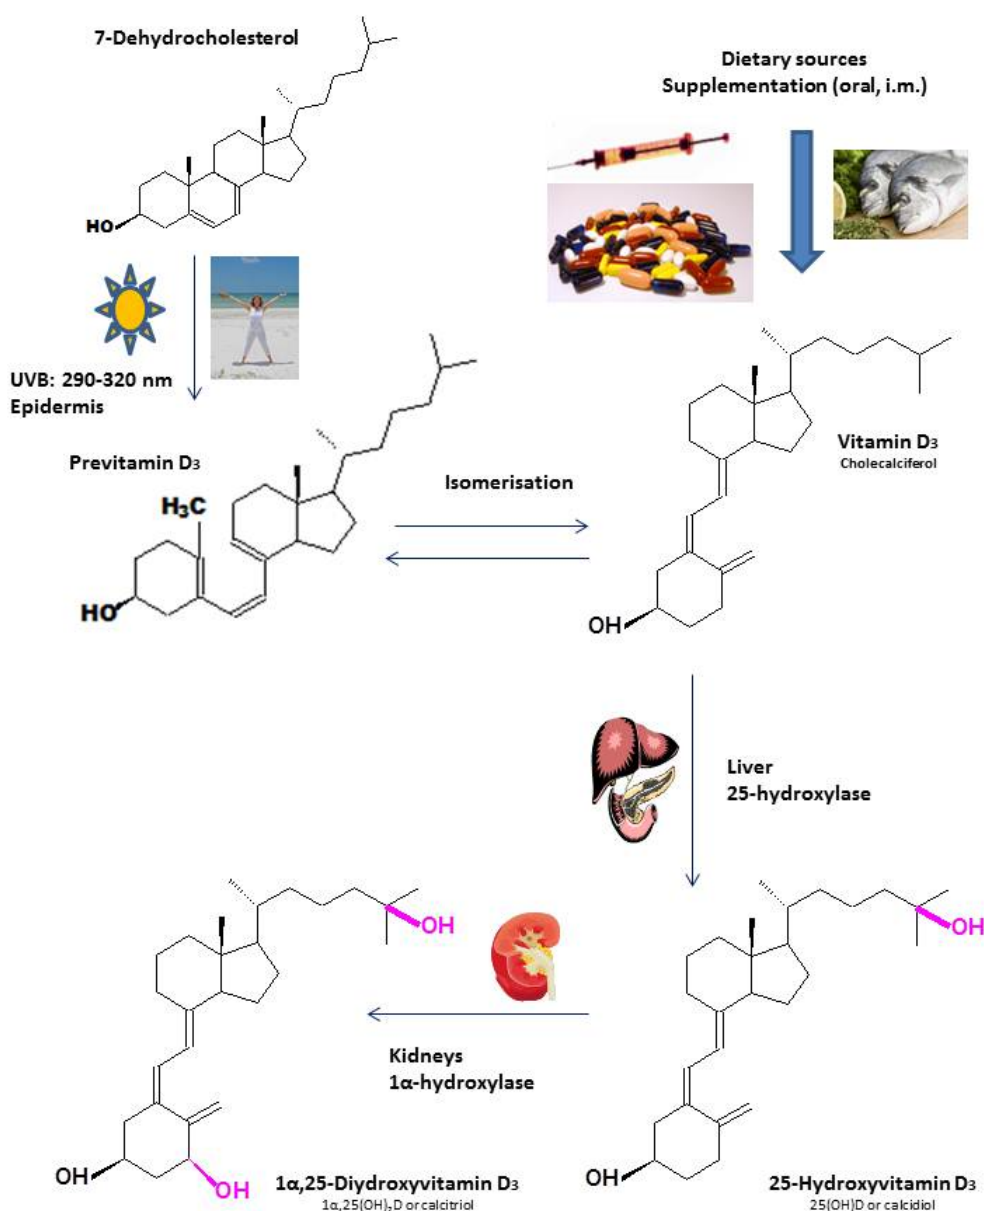 7-Dehydrocholesterol
Dietary sources
Supplementation (oral, i.m.)
HO
UVB: 290-320 nm
Epidermis
Previtamin D₃
H₃C
HO
Isomerisation
Vitamin D₃
Cholecalciferol
OH
Liver
25-hydroxylase
OH
OH
Kidneys
1α-hydroxylase
OH
OH
1α,25-Diydroxyvitamin D₃
1α,25(OH)₂D or calcitriol
OH
25-Hydroxyvitamin D₃
25(OH)D or calcidiol